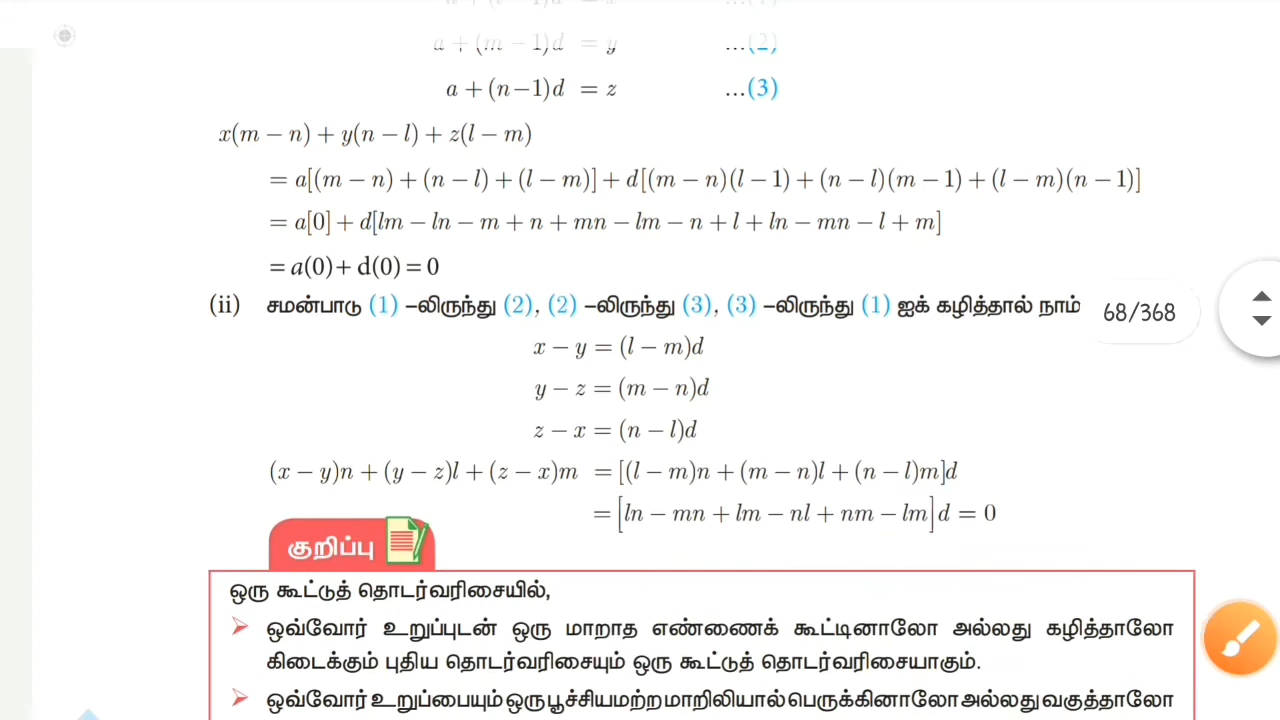 a + (m − 1)d = y ...(2)
a + (n−1)d = z ...(3)
x(m − n) + y(n − l) + z(l − m)
= a[(m − n) + (n − l) + (l − m)] + d[(m − n)(l − 1) + (n − l)(m − 1) + (l − m)(n − 1)]
= a[0] + d[lm − ln − m + n + mn − lm − n + l + ln − mn − l + m]
= a(0) + d(0) = 0
(ii) சமன்பாடு (1) –லிருந்து (2), (2) –லிருந்து (3), (3) –லிருந்து (1) ஐக் கழித்தால் நாம்
68/368
x − y = (l − m)d
y − z = (m − n)d
z − x = (n − l)d
(x − y)n + (y − z)l + (z − x)m = [(l − m)n + (m − n)l + (n − l)m]d
= [ln − mn + lm − nl + nm − lm]d = 0
குறிப்பு
ஒரு கூட்டுத் தொடர்வரிசையில்,
➤ ஒவ்வோர் உறுப்புடன் ஒரு மாறாத எண்ணைக் கூட்டினாலோ அல்லது கழித்தாலோ
கிடைக்கும் புதிய தொடர்வரிசையும் ஒரு கூட்டுத் தொடர்வரிசையாகும்.
➤ ஒவ்வோர் உறுப்பையும் ஒரு பூச்சியமற்ற மாறிலியால் பெருக்கினாலோ அல்லது வகுத்தாலோ